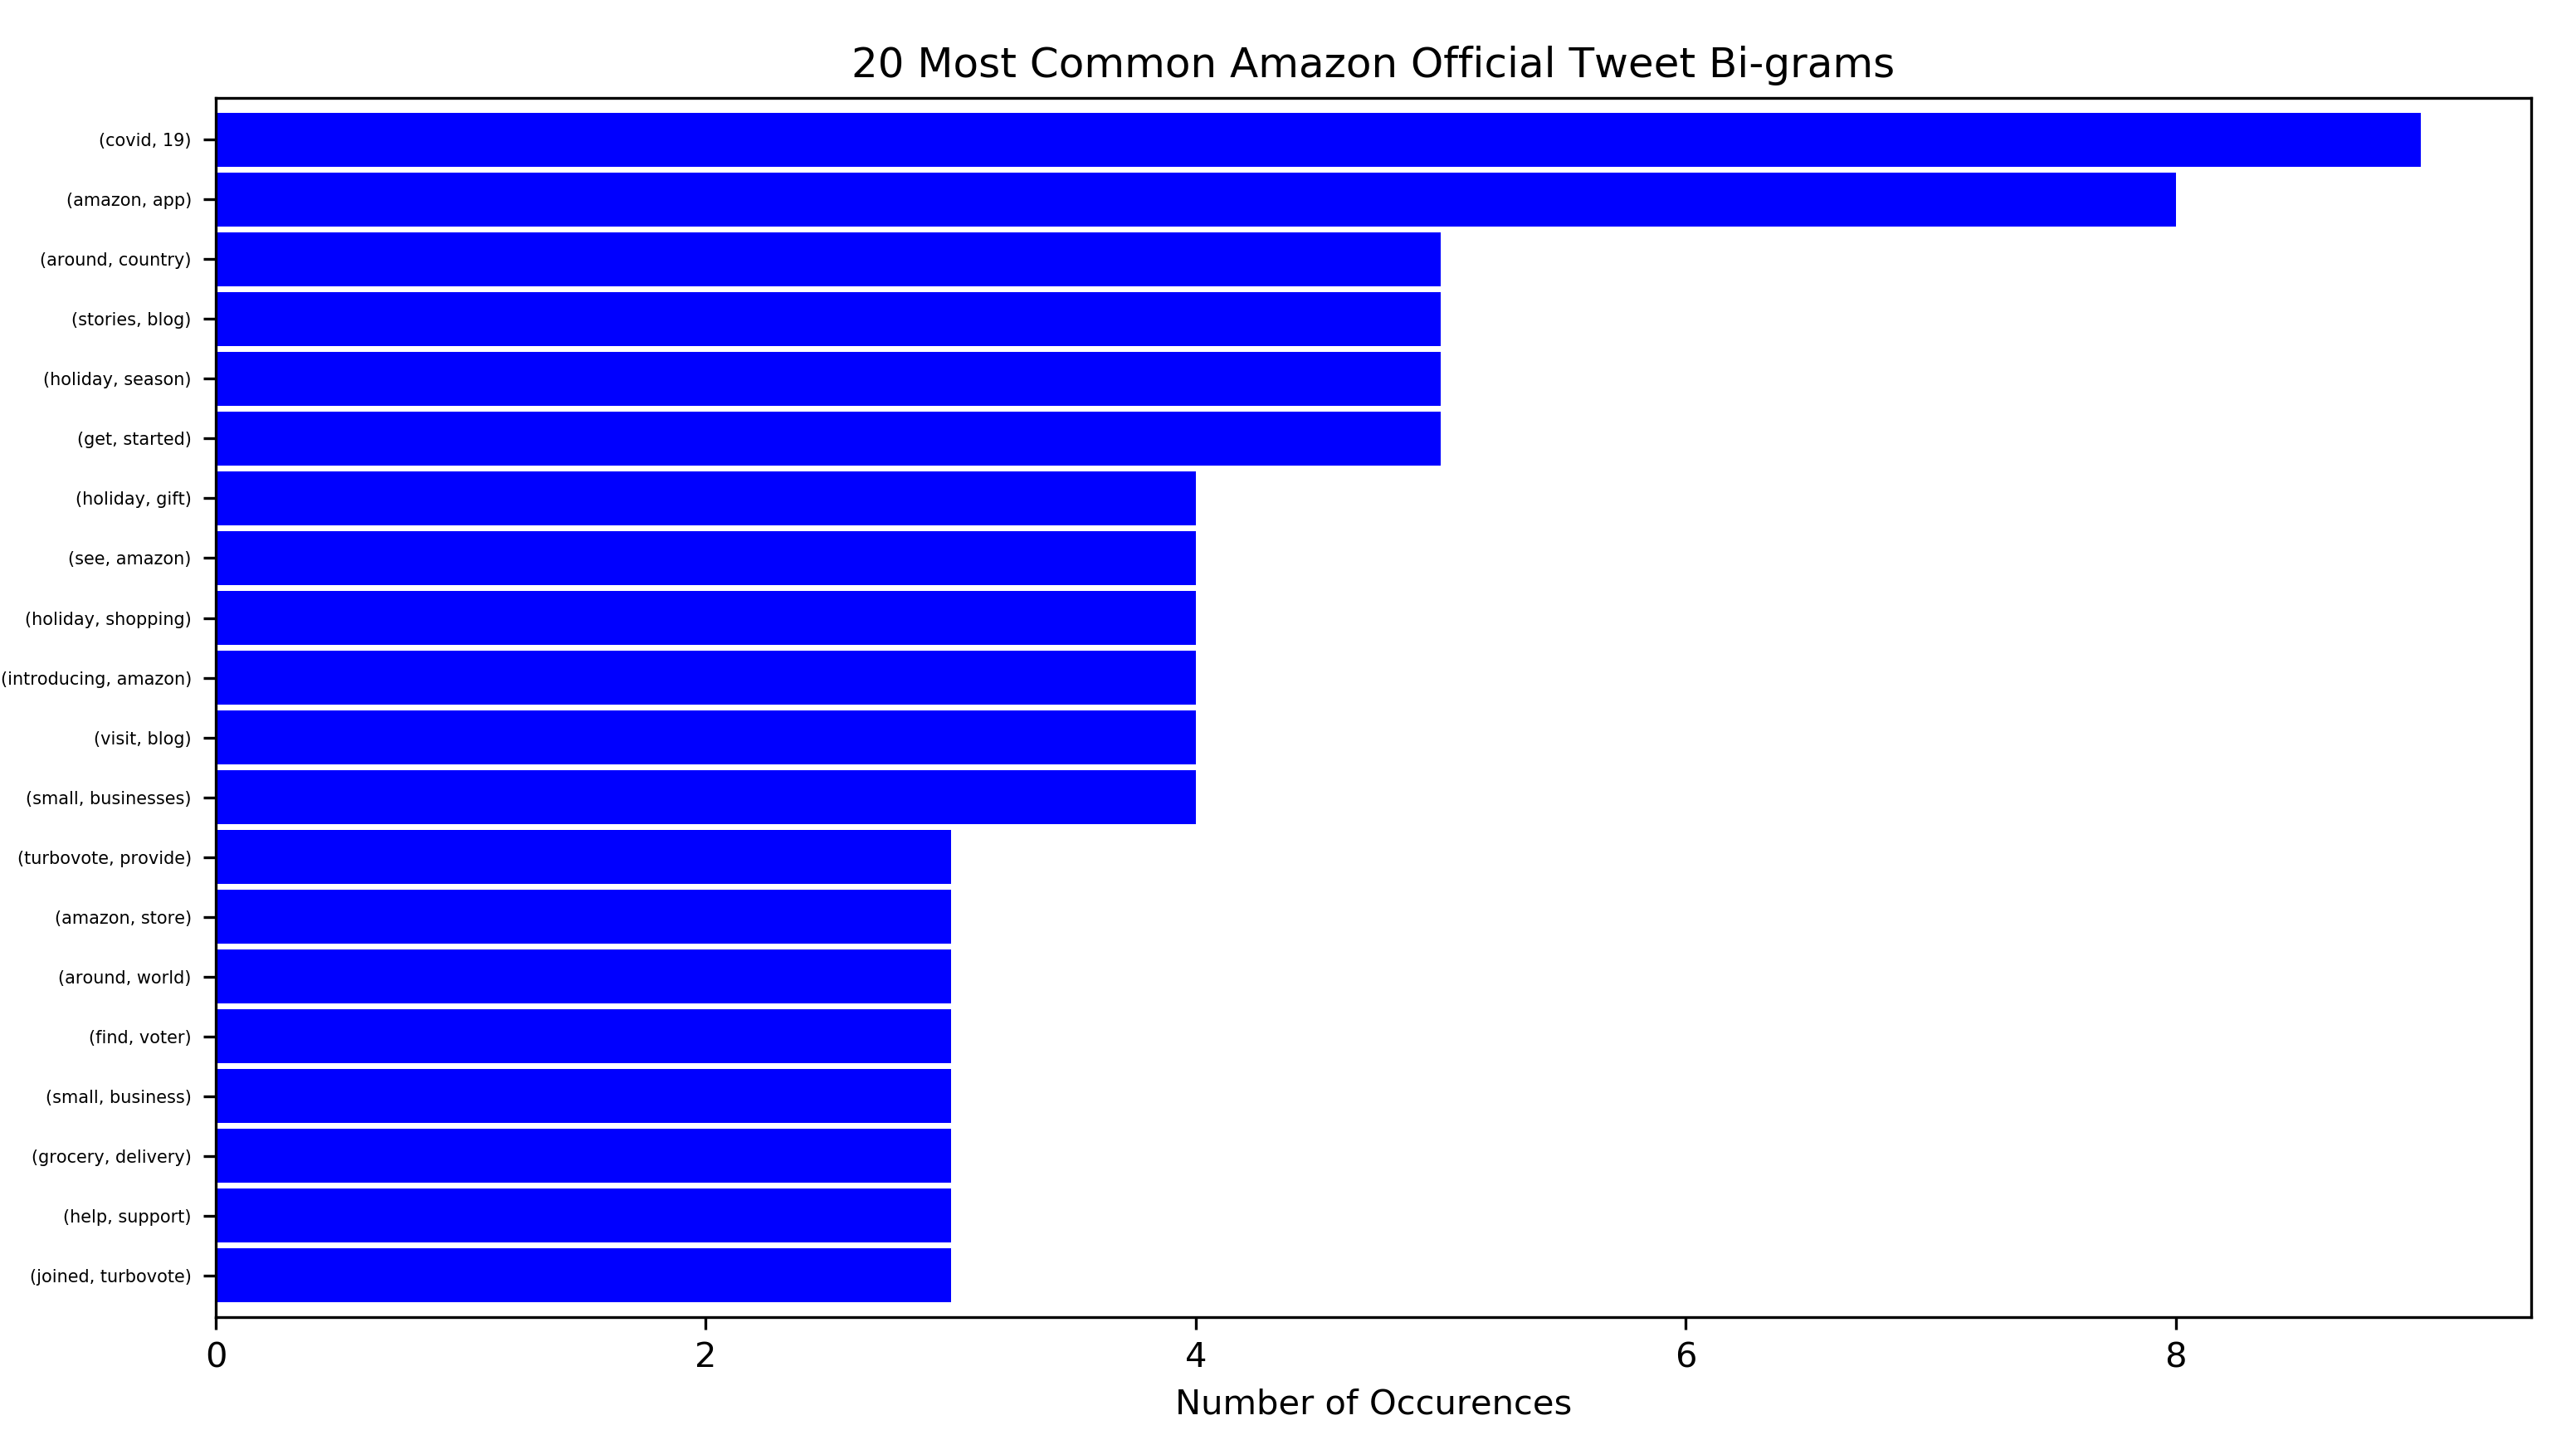 20 Most Common Amazon Official Tweet Bi-grams
(covid, 19)
(amazon, app)
(around, country)
(stories, blog)
(holiday, season)
(get, started)
(holiday, gift)
(see, amazon)
(holiday, shopping)
(introducing, amazon)
(visit, blog)
(small, businesses)
(turbovote, provide)
(amazon, store)
(around, world)
(find, voter)
(small, business)
(grocery, delivery)
(help, support)
(joined, turbovote)
0 2 4 6 8
Number of Occurences